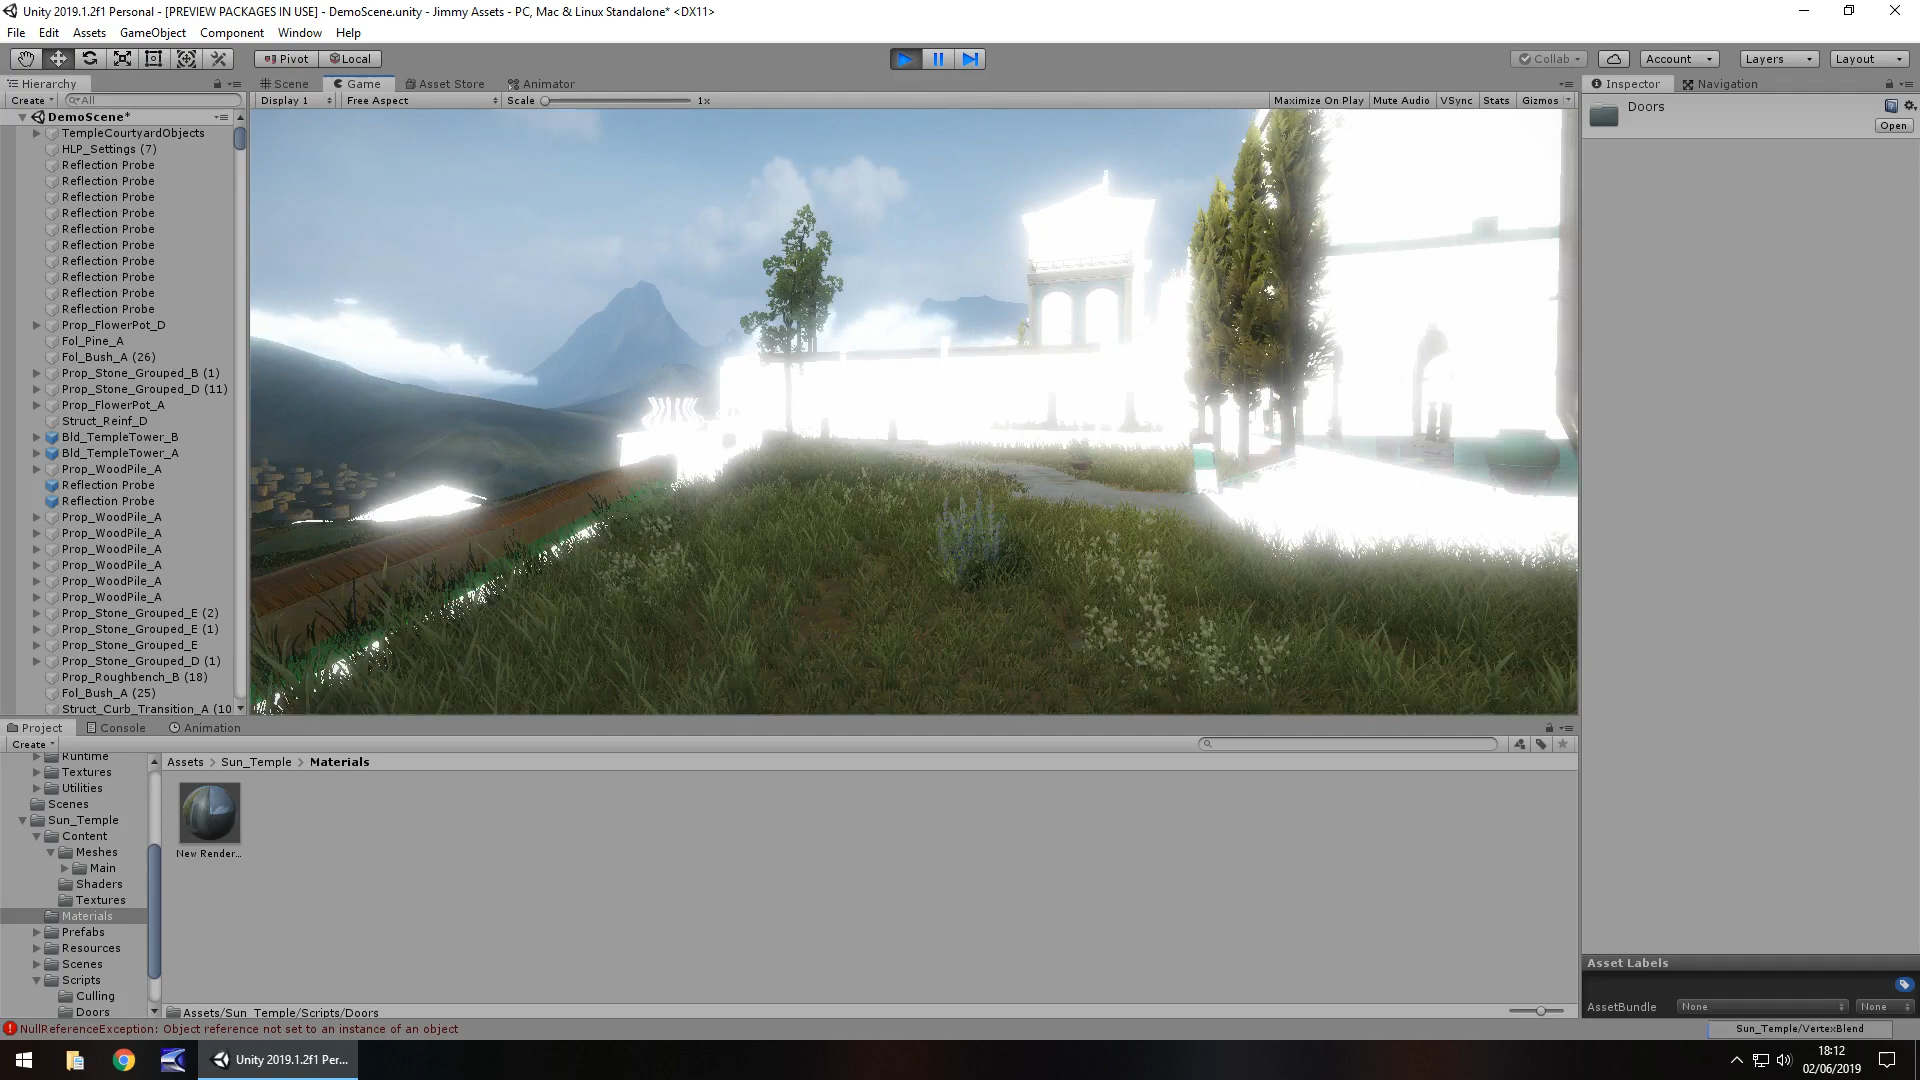 Unity 2019.1.2f1 Personal - [PREVIEW PACKAGES IN USE] - DemoScene.unity - Jimmy Assets - PC, Mac & Linux Standalone* <DX11>
File Edit Assets GameObject Component Window Help
Pivot Local Collab Account Layers Layout
Hierarchy Scene Game Asset Store Animator Inspector Navigation
Create All Display 1 Free Aspect Scale 1x Maximize On Play Mute Audio VSync Stats Gizmos
Doors
Open
DemoScene*
TempleCourtyardObjects
HLP_Settings (7)
Reflection Probe
Reflection Probe
Reflection Probe
Reflection Probe
Reflection Probe
Reflection Probe
Reflection Probe
Reflection Probe
Reflection Probe
Reflection Probe
Prop_FlowerPot_D
Fol_Pine_A
Fol_Bush_A (26)
Prop_Stone_Grouped_B (1)
Prop_Stone_Grouped_D (11)
Prop_FlowerPot_A
Struct_Reinf_D
Bld_TempleTower_B
Bld_TempleTower_A
Prop_WoodPile_A
Reflection Probe
Reflection Probe
Prop_WoodPile_A
Prop_WoodPile_A
Prop_WoodPile_A
Prop_WoodPile_A
Prop_WoodPile_A
Prop_WoodPile_A
Prop_Stone_Grouped_E (2)
Prop_Stone_Grouped_E (1)
Prop_Stone_Grouped_E
Prop_Stone_Grouped_D (1)
Prop_Roughbench_B (18)
Fol_Bush_A (25)
Struct_Curb_Transition_A (10
Project Console Animation
Create
Runtime
Textures
Utilities
Scenes
Sun_Temple
Content
Meshes
Main
Shaders
Textures
Materials
Prefabs
Resources
Scenes
Scripts
Culling
Doors
Assets > Sun_Temple > Materials
New Render...
Assets/Sun_Temple/Scripts/Doors
Asset Labels
AssetBundle None None
NullReferenceException: Object reference not set to an instance of an object
Sun_Temple/VertexBlend
Unity 2019.1.2f1 Per...
18:12
02/06/2019